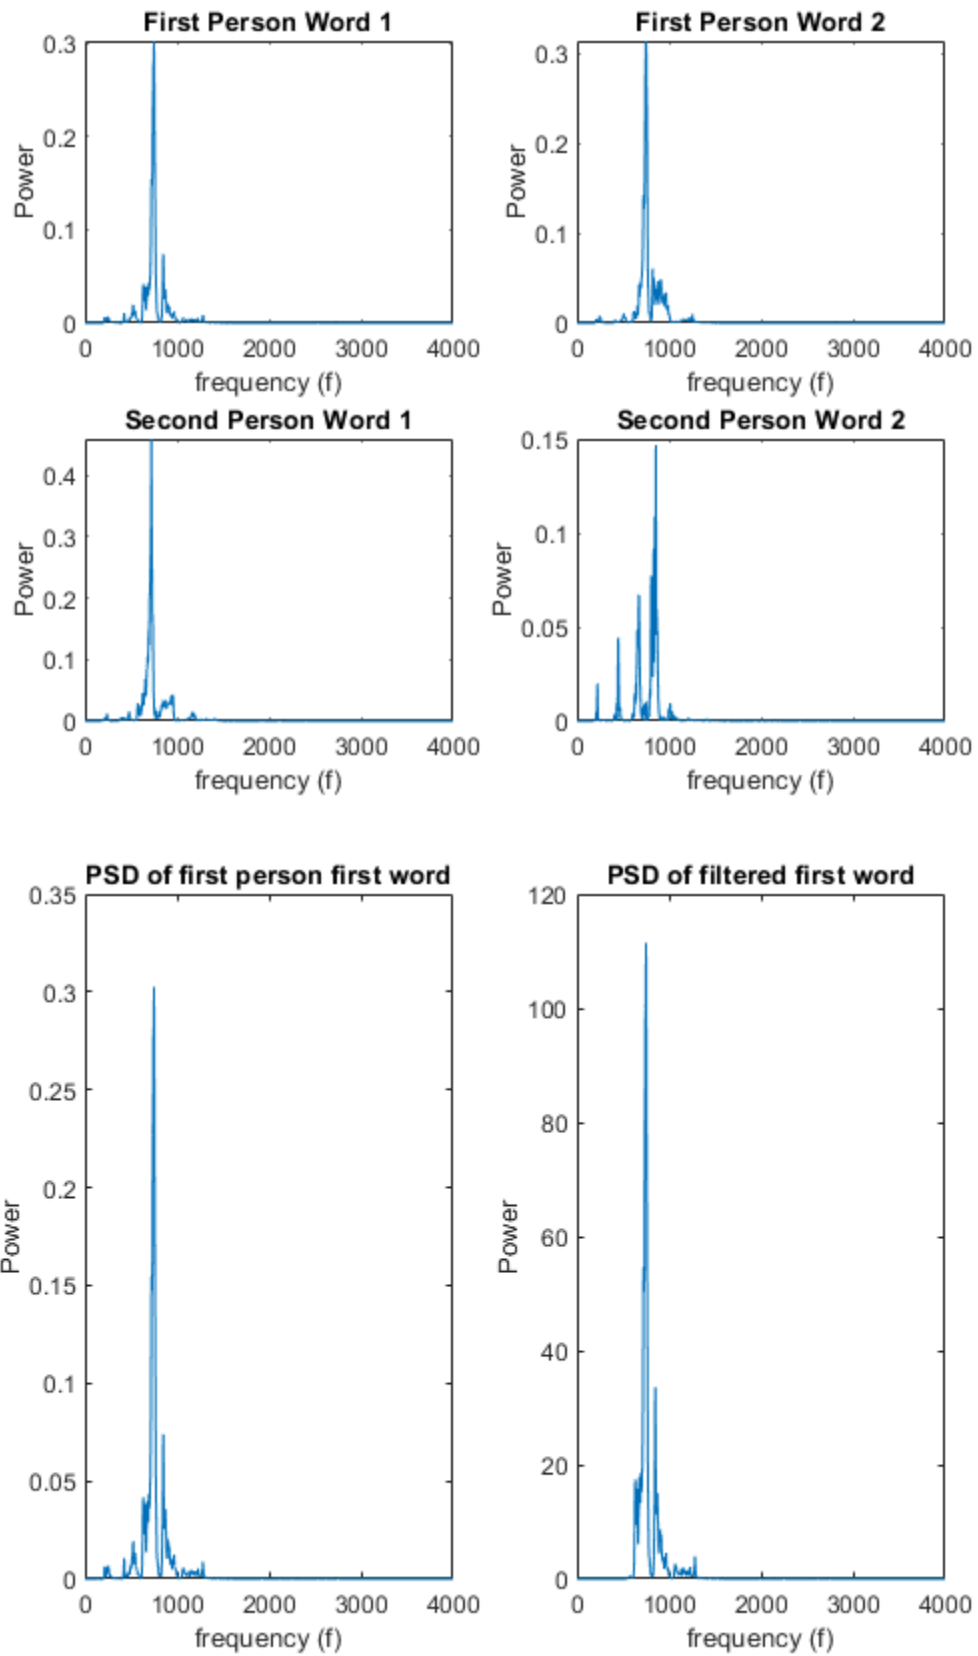 First Person Word 1
0.3
0.2
0.1
0
Power
0 1000 2000 3000 4000
frequency (f)
First Person Word 2
0.3
0.2
0.1
0
Power
0 1000 2000 3000 4000
frequency (f)
Second Person Word 1
0.4
0.3
0.2
0.1
0
Power
0 1000 2000 3000 4000
frequency (f)
Second Person Word 2
0.15
0.1
0.05
0
Power
0 1000 2000 3000 4000
frequency (f)
PSD of first person first word
0.35
0.3
0.25
0.2
0.15
0.1
0.05
0
Power
0 1000 2000 3000 4000
frequency (f)
PSD of filtered first word
120
100
80
60
40
20
0
Power
0 1000 2000 3000 4000
frequency (f)